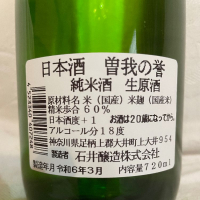 日本酒 曽我の誉
純米酒 生原酒
原材料名 米(国産)米麹(国産米)
精米歩合 60%
日本酒度+1 お酒は20歳になってから。
アルコール分18度
神奈川県足柄上郡大井町上大井954
製造者 石井醸造株式会社
製造年月 令和6年3月 内容量720ml